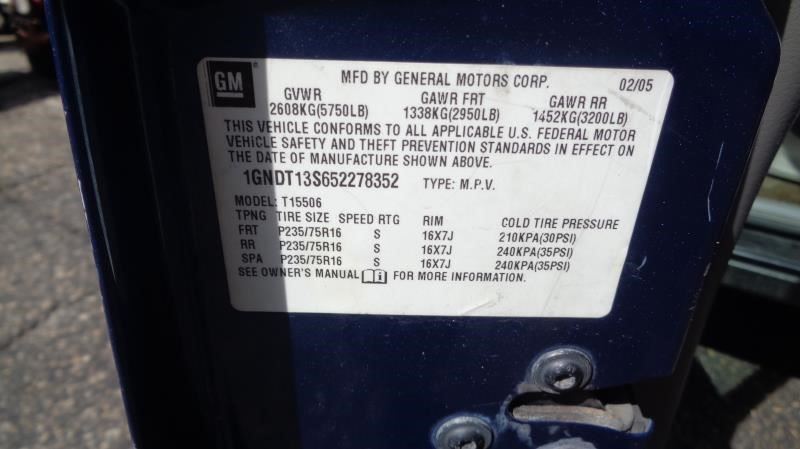 GM®
MFD BY GENERAL MOTORS CORP. 02/05
GVWR GAWR FRT GAWR RR
2608KG(5750LB) 1338KG(2950LB) 1452KG(3200LB)
THIS VEHICLE CONFORMS TO ALL APPLICABLE U.S. FEDERAL MOTOR
VEHICLE SAFETY AND THEFT PREVENTION STANDARDS IN EFFECT ON
THE DATE OF MANUFACTURE SHOWN ABOVE.
1GNDT13S652278352 TYPE: M.P.V.
MODEL: T15506
TPNG TIRE SIZE SPEED RTG RIM COLD TIRE PRESSURE
FRT P235/75R16 S 16X7J 210KPA(30PSI)
RR P235/75R16 S 16X7J 240KPA(35PSI)
SPA P235/75R16 S 16X7J 240KPA(35PSI)
SEE OWNER'S MANUAL FOR MORE INFORMATION.